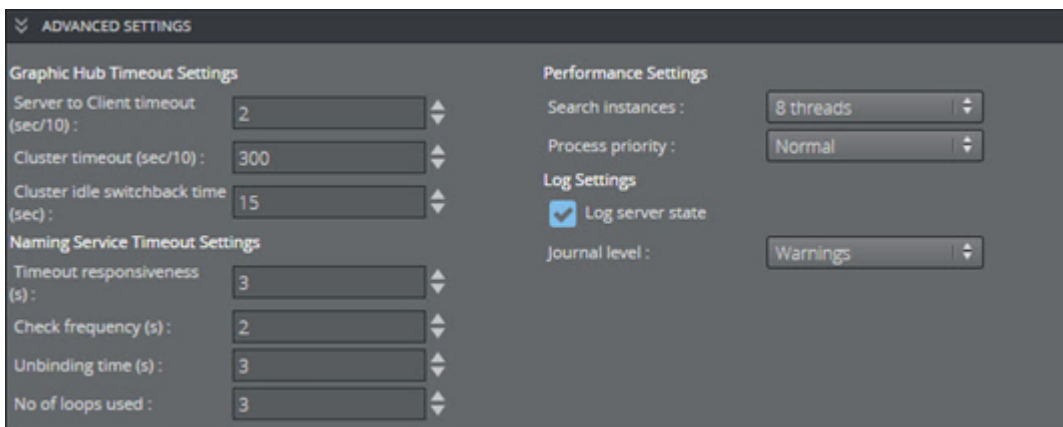 ADVANCED SETTINGS
Graphic Hub Timeout Settings
Server to Client timeout
(sec/10) :
2
Cluster timeout (sec/10) :
300
Cluster idle switchback time
(sec) :
15
Naming Service Timeout Settings
Timeout responsiveness
(s) :
3
Check frequency (s) :
2
Unbinding time (s) :
3
No of loops used :
3
Performance Settings
Search instances :
8 threads
Process priority :
Normal
Log Settings
Log server state
Journal level :
Warnings